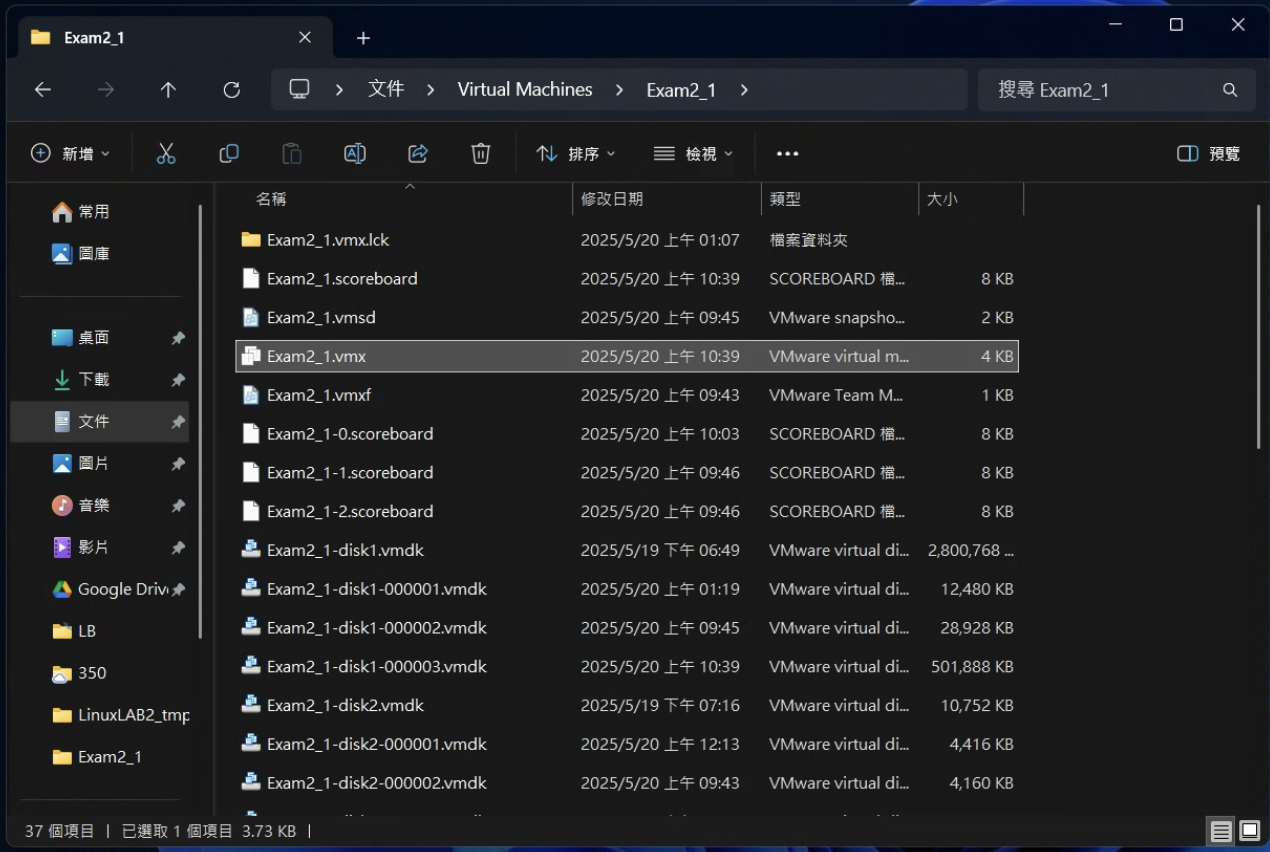 Exam2_1
文件 Virtual Machines Exam2_1
搜尋 Exam2_1
新增 排序 檢視 預覽
常用
圖庫
桌面
下載
文件
圖片
音樂
影片
Google Driv
LB
350
LinuxLAB2_tmp
Exam2_1
名稱 修改日期 類型 大小
Exam2_1.vmx.lck 2025/5/20 上午 01:07 檔案資料夾
Exam2_1.scoreboard 2025/5/20 上午 10:39 SCOREBOARD 檔... 8 KB
Exam2_1.vmsd 2025/5/20 上午 09:45 VMware snapsho... 2 KB
Exam2_1.vmx 2025/5/20 上午 10:39 VMware virtual m... 4 KB
Exam2_1.vmxf 2025/5/20 上午 09:43 VMware Team M... 1 KB
Exam2_1-0.scoreboard 2025/5/20 上午 10:03 SCOREBOARD 檔... 8 KB
Exam2_1-1.scoreboard 2025/5/20 上午 09:46 SCOREBOARD 檔... 8 KB
Exam2_1-2.scoreboard 2025/5/20 上午 09:46 SCOREBOARD 檔... 8 KB
Exam2_1-disk1.vmdk 2025/5/19 下午 06:49 VMware virtual di... 2,800,768 ...
Exam2_1-disk1-000001.vmdk 2025/5/20 上午 01:19 VMware virtual di... 12,480 KB
Exam2_1-disk1-000002.vmdk 2025/5/20 上午 09:45 VMware virtual di... 28,928 KB
Exam2_1-disk1-000003.vmdk 2025/5/20 上午 10:39 VMware virtual di... 501,888 KB
Exam2_1-disk2.vmdk 2025/5/19 下午 07:16 VMware virtual di... 10,752 KB
Exam2_1-disk2-000001.vmdk 2025/5/20 上午 12:13 VMware virtual di... 4,416 KB
Exam2_1-disk2-000002.vmdk 2025/5/20 上午 09:43 VMware virtual di... 4,160 KB
37 個項目 | 已選取 1 個項目 3.73 KB |